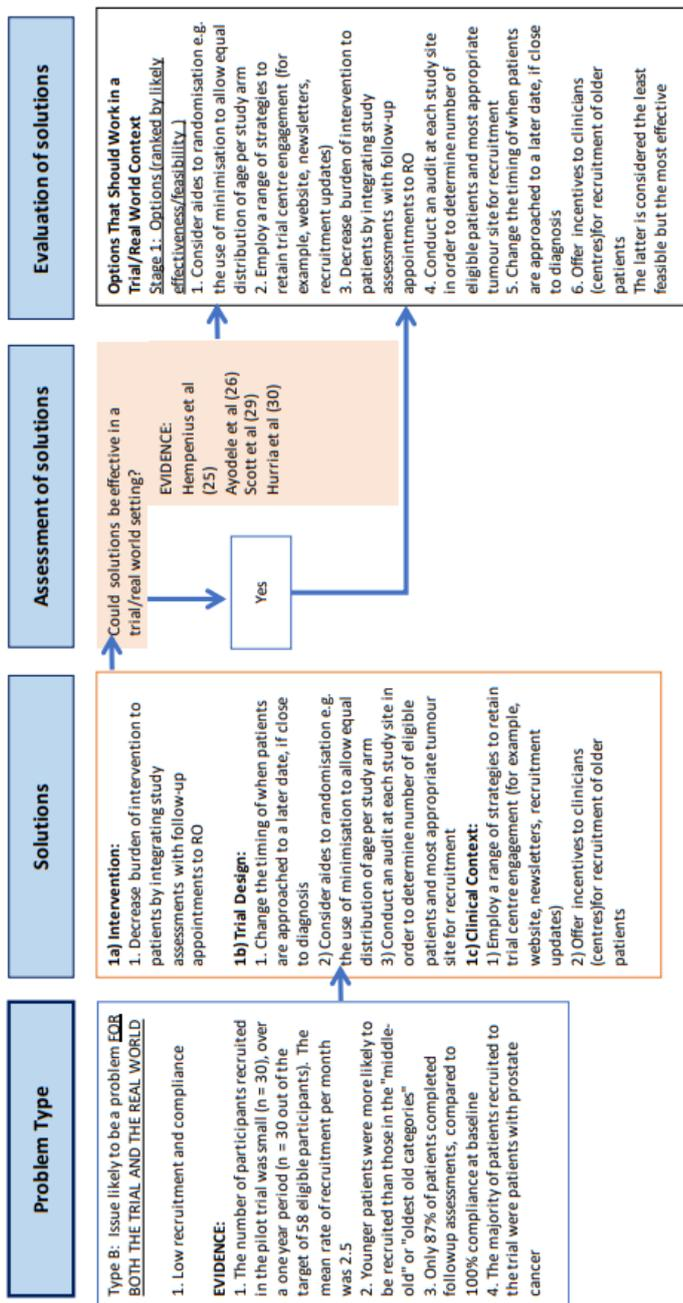 Problem Type
Type B: Issue likely to be a problem FOR
BOTH THE TRIAL AND THE REAL WORLD
1. Low recruitment and compliance
EVIDENCE:
1. The number of participants recruited
in the pilot trial was small (n = 30), over
a one year period (n = 30 out of the
target of 58 eligible participants). The
mean rate of recruitment per month
was 2.5
2. Younger patients were more likely to
be recruited than those in the "middle-
old" or "oldest old categories"
3. Only 87% of patients completed
followup assessments, compared to
100% compliance at baseline
4. The majority of patients recruited to
the trial were patients with prostate
cancer
Solutions
1a) Intervention:
1. Decrease burden of intervention to
patients by integrating study
assessments with follow-up
appointments to RO
1b) Trial Design:
1. Change the timing of when patients
are approached to a later date, if close
to diagnosis
2) Consider aides to randomisation e.g.
the use of minimisation to allow equal
distribution of age per study arm
3) Conduct an audit at each study site in
order to determine number of eligible
patients and most appropriate tumour
site for recruitment
1c) Clinical Context:
1) Employ a range of strategies to retain
trial centre engagement (for example,
website, newsletters, recruitment
updates)
2) Offer incentives to clinicians
(centres)for recruitment of older
patients
Assessment of solutions
Could solutions be effective in a
trial/real world setting?
Yes
EVIDENCE:
Hempenius et al
(25)
Ayodele et al (26)
Scott et al (29)
Hurria et al (30)
Evaluation of solutions
Options That Should Work in a
Trial/Real World Context
Stage 1: Options (ranked by likely
effectiveness/feasibility )
1. Consider aides to randomisation e.g.
the use of minimisation to allow equal
distribution of age per study arm
2. Employ a range of strategies to
retain trial centre engagement (for
example, website, newsletters,
recruitment updates)
3. Decrease burden of intervention to
patients by integrating study
assessments with follow-up
appointments to RO
4. Conduct an audit at each study site
in order to determine number of
eligible patients and most appropriate
tumour site for recruitment
5. Change the timing of when patients
are approached to a later date, if close
to diagnosis
6. Offer incentives to clinicians
(centres)for recruitment of older
patients
The latter is considered the least
feasible but the most effective